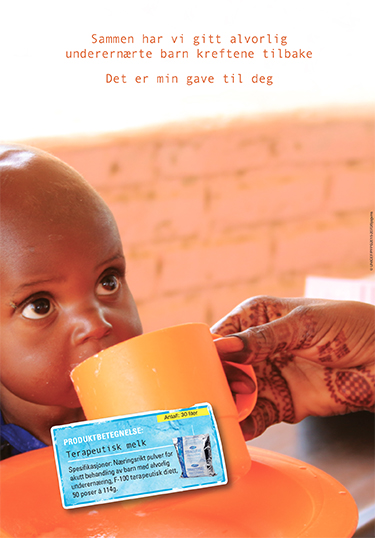 Sammen har vi gitt alvorlig
underernærte barn kreftene tilbake
Det er min gave til deg
Antall: 30 liter
PRODUKTBETEGNELSE:
Terapeutisk melk
Spesifikasjoner: Næringsrikt pulver for
akutt behandling av barn med alvorlig
underernæring, F-100 terapeutisk diett,
90 poser à 114g.